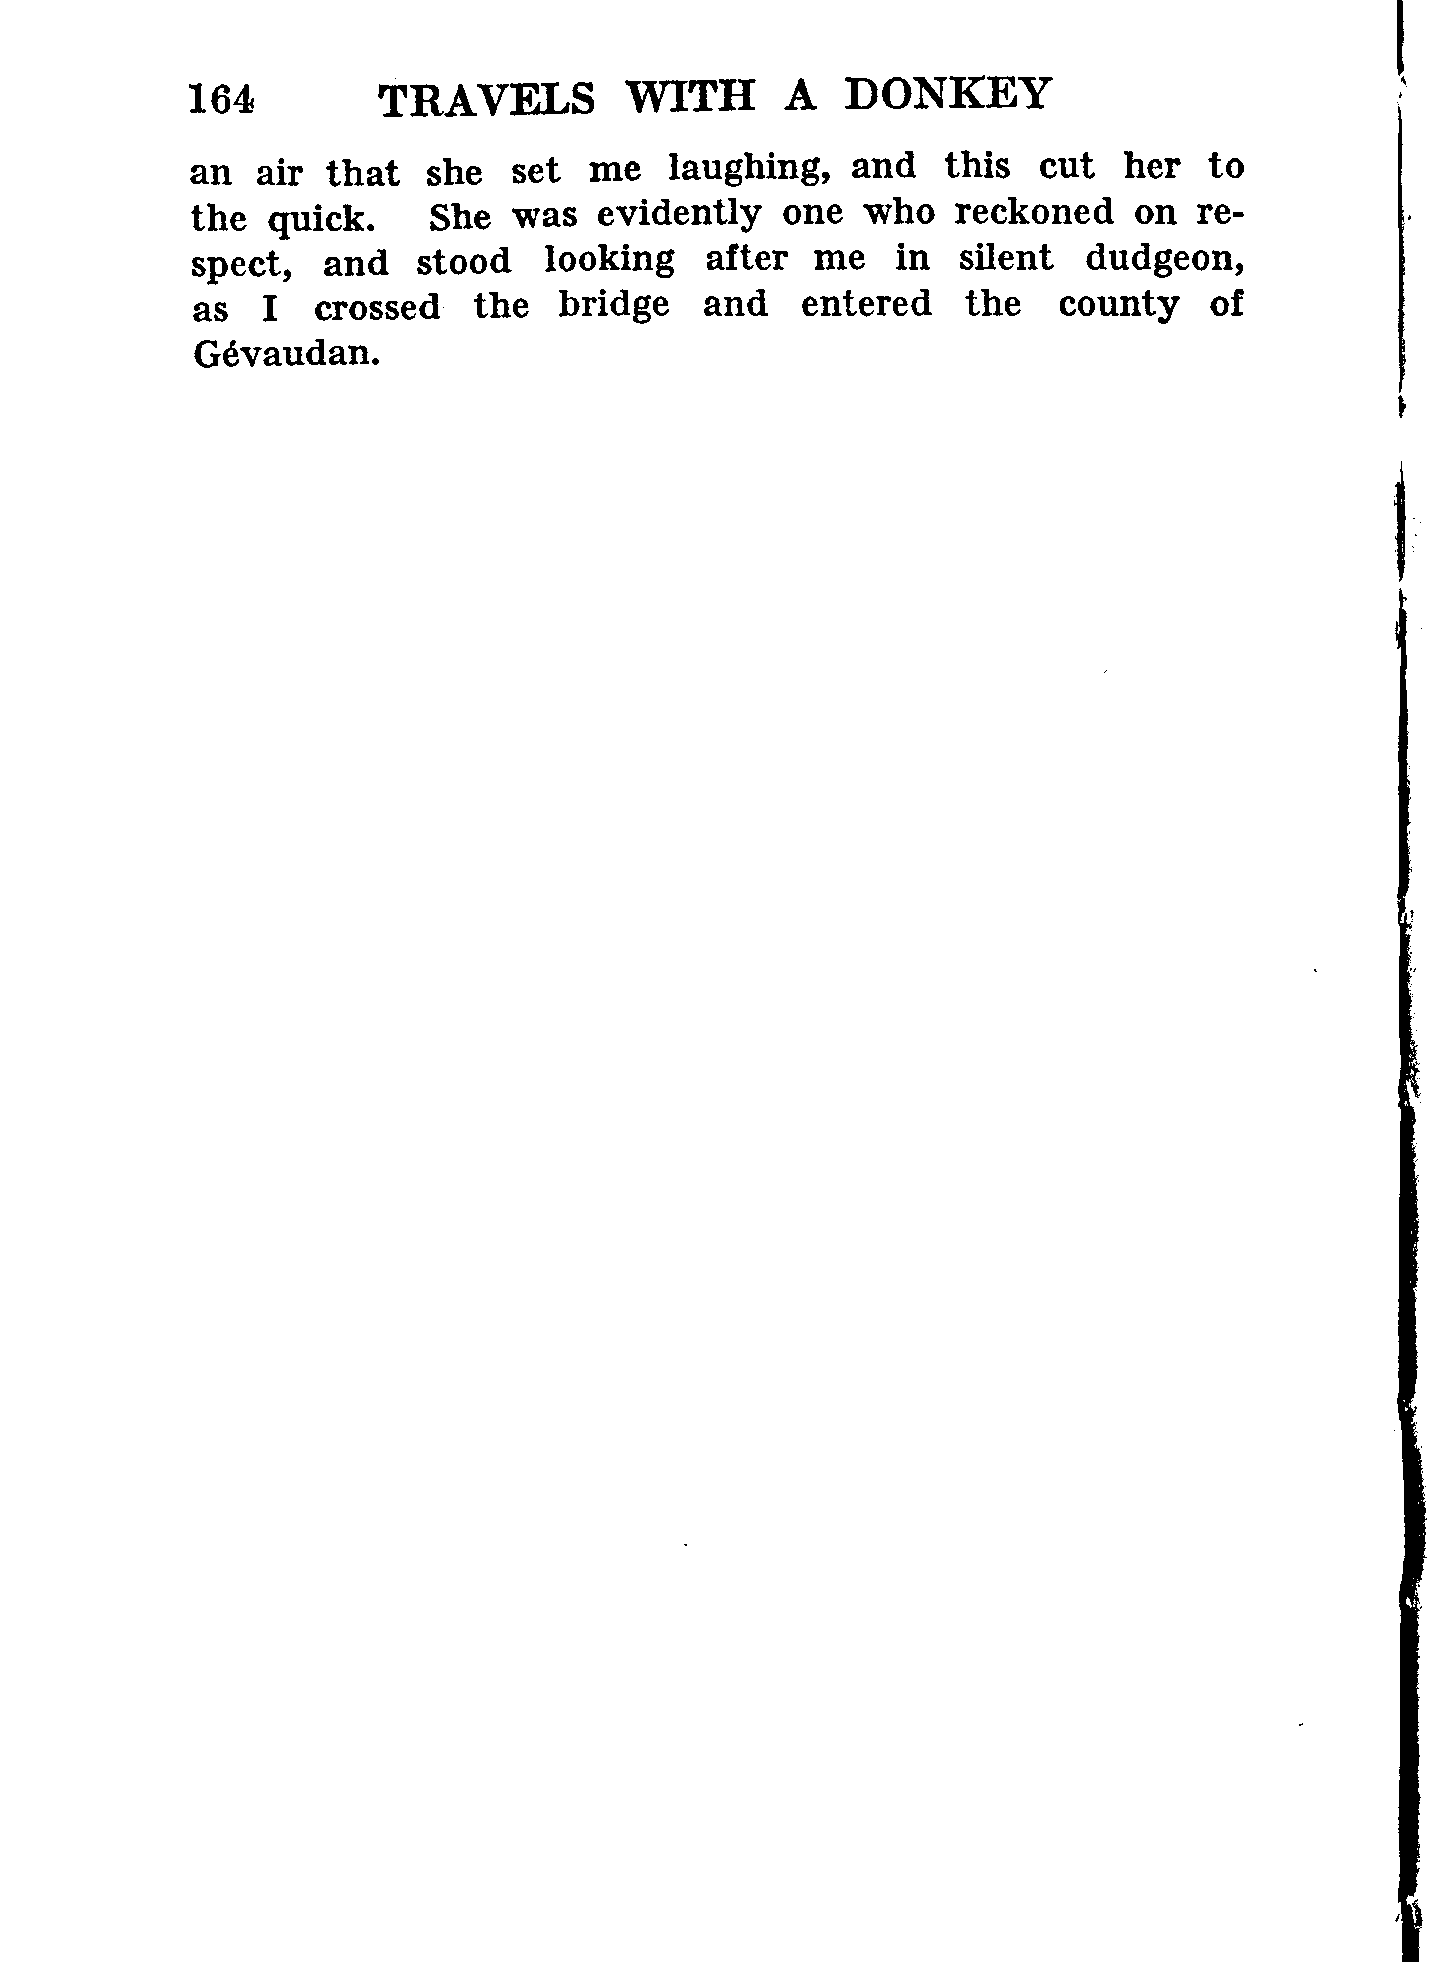 164 TRAVELS WITH A DONKEY
an air that she set me laughing, and this cut her to
the quick. She was evidently one who reckoned on re-
spect, and stood looking after me in silent dudgeon,
as I crossed the bridge and entered the county of
Gévaudan.